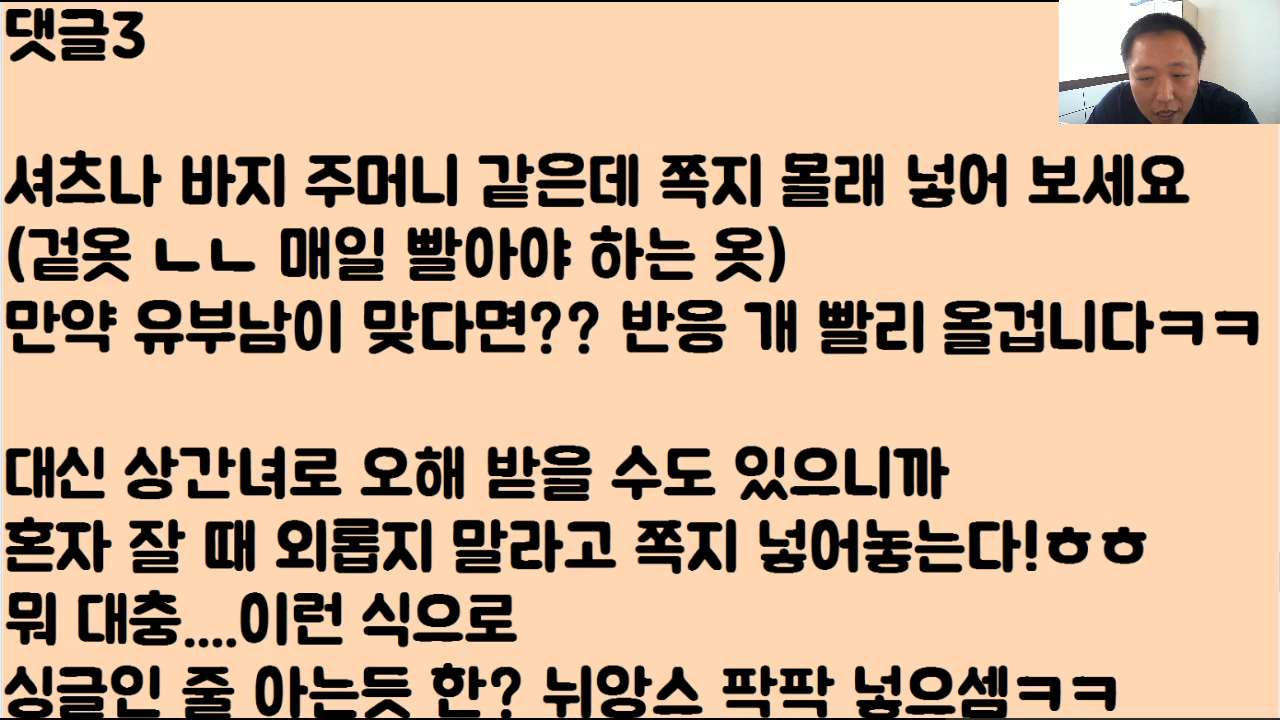 댓글3
셔츠나 바지 주머니 같은데 쪽지 몰래 넣어 보세요
(겉옷 ㄴㄴ 매일 빨아야 하는 옷)
만약 유부남이 맞다면?? 반응 개 빨리 올겁니다ㅋㅋ
대신 상간녀로 오해 받을 수도 있으니까
혼자 잘 때 외롭지 말라고 쪽지 넣어놓는다!ㅎㅎ
뭐 대충....이런 식으로
싱글인 줄 아는듯 한? 뉘앙스 팍팍 넣으셈ㅋㅋ